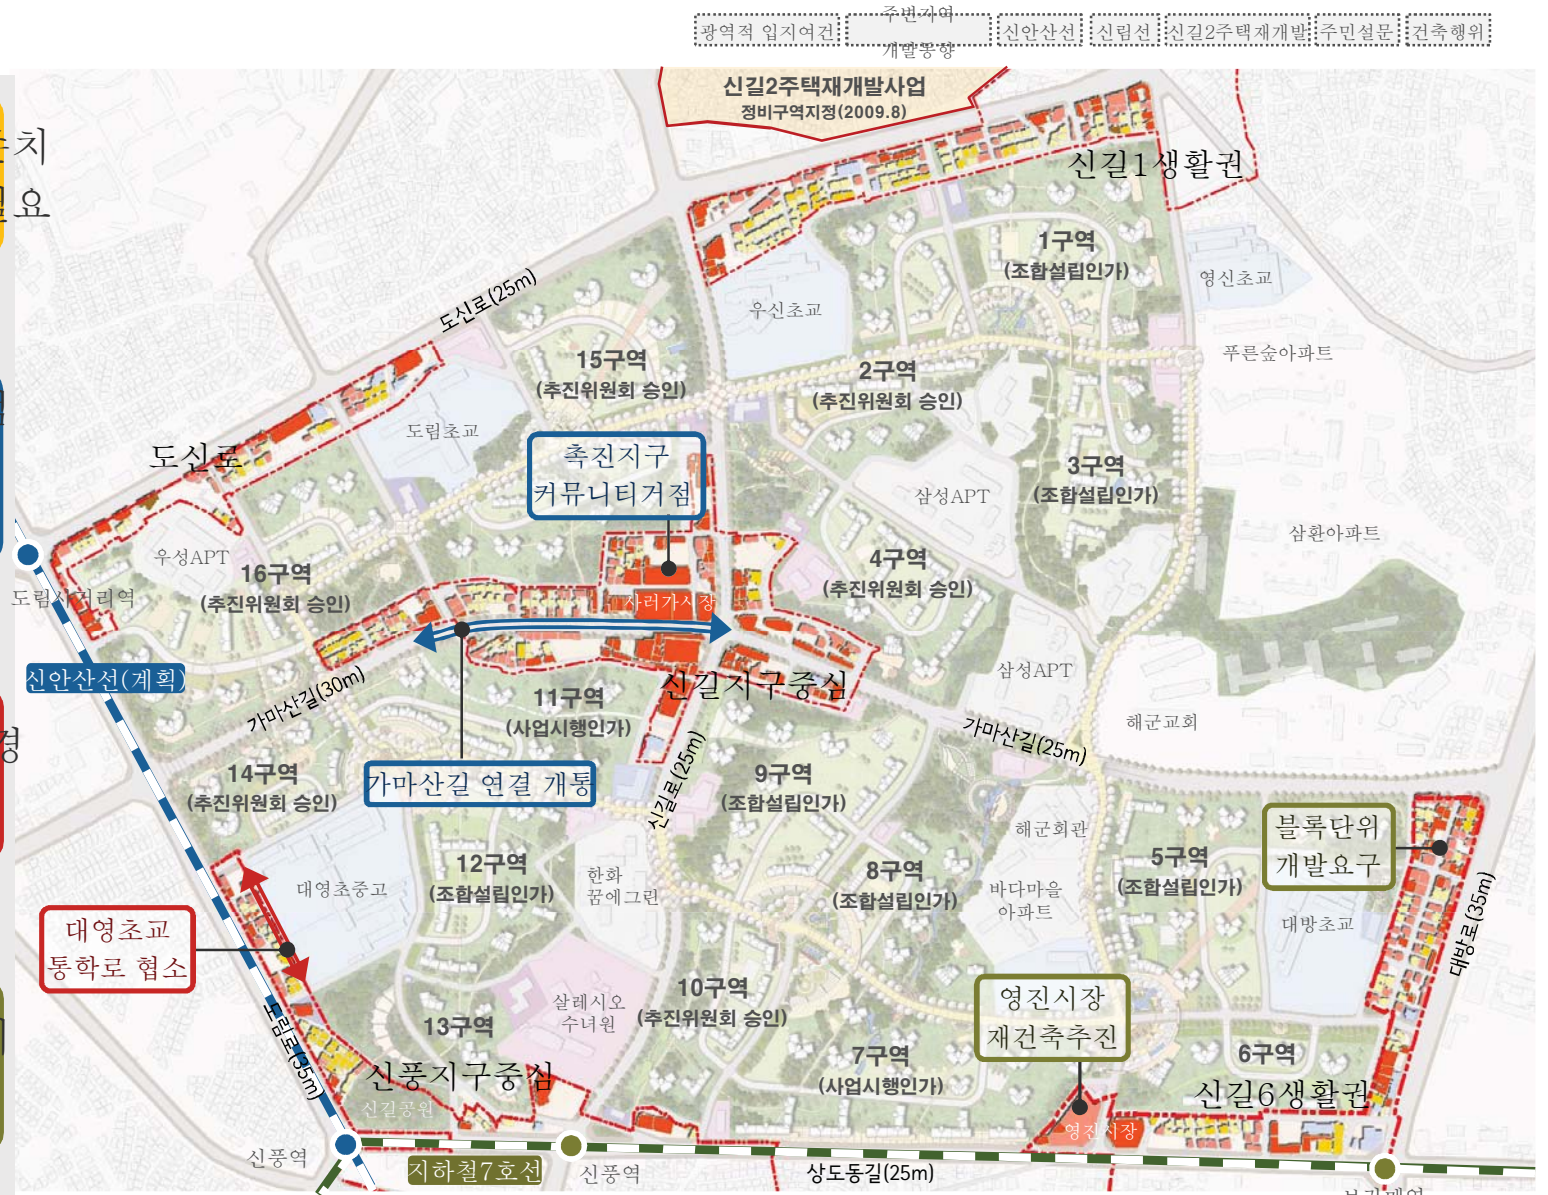 광역적 입지여건
주변지역
개발동향
신안산선
신림선
신길2주택재개발
주민설문
건축행위
신길2주택재개발사업
정비구역지정(2009.8)
치
요
신길1생활권
1구역
(조합설립인가)
영신초교
우신초교
도신로(25m)
푸른숲아파트
15구역
(추진위원회 승인)
2구역
(추진위원회 승인)
도림초교
도신로
촉진지구
커뮤니티거점
3구역
(조합설립인가)
삼성APT
삼환아파트
우성APT
16구역
(추진위원회 승인)
4구역
(추진위원회 승인)
도림사거리역
사러가시장
신안산선(계획)
가마산길(30m)
11구역
(사업시행인가)
신길지구중심
삼성APT
해군교회
가마산길(25m)
경
14구역
(추진위원회 승인)
가마산길 연결 개통
신길로(25m)
9구역
(조합설립인가)
해군회관
블록단위
개발요구
대영초중고
12구역
(조합설립인가)
한화
꿈에그린
8구역
(조합설립인가)
바다마을
아파트
5구역
(조합설립인가)
대방초교
대방로(35m)
대영초교
통학로 협소
살레시오
수녀원
10구역
(추진위원회 승인)
영진시장
재건축추진
13구역
도림로(35m)
7구역
(사업시행인가)
6구역
신풍지구중심
신길공원
신길6생활권
영진시장
신풍역
지하철7호선
신풍역
상도동길(25m)